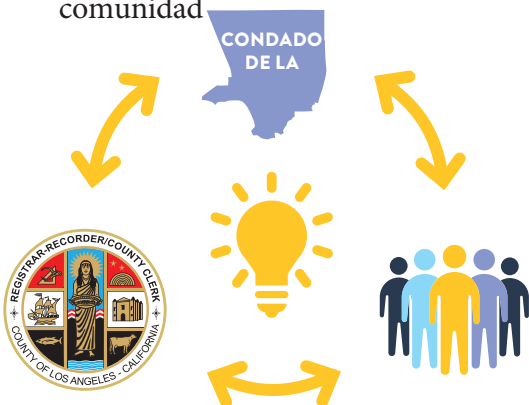 comunidad
CONDADO
DE LA
REGISTRAR-RECORDER/COUNTY CLERK
COUNTY OF LOS ANGELES - CALIFORNIA